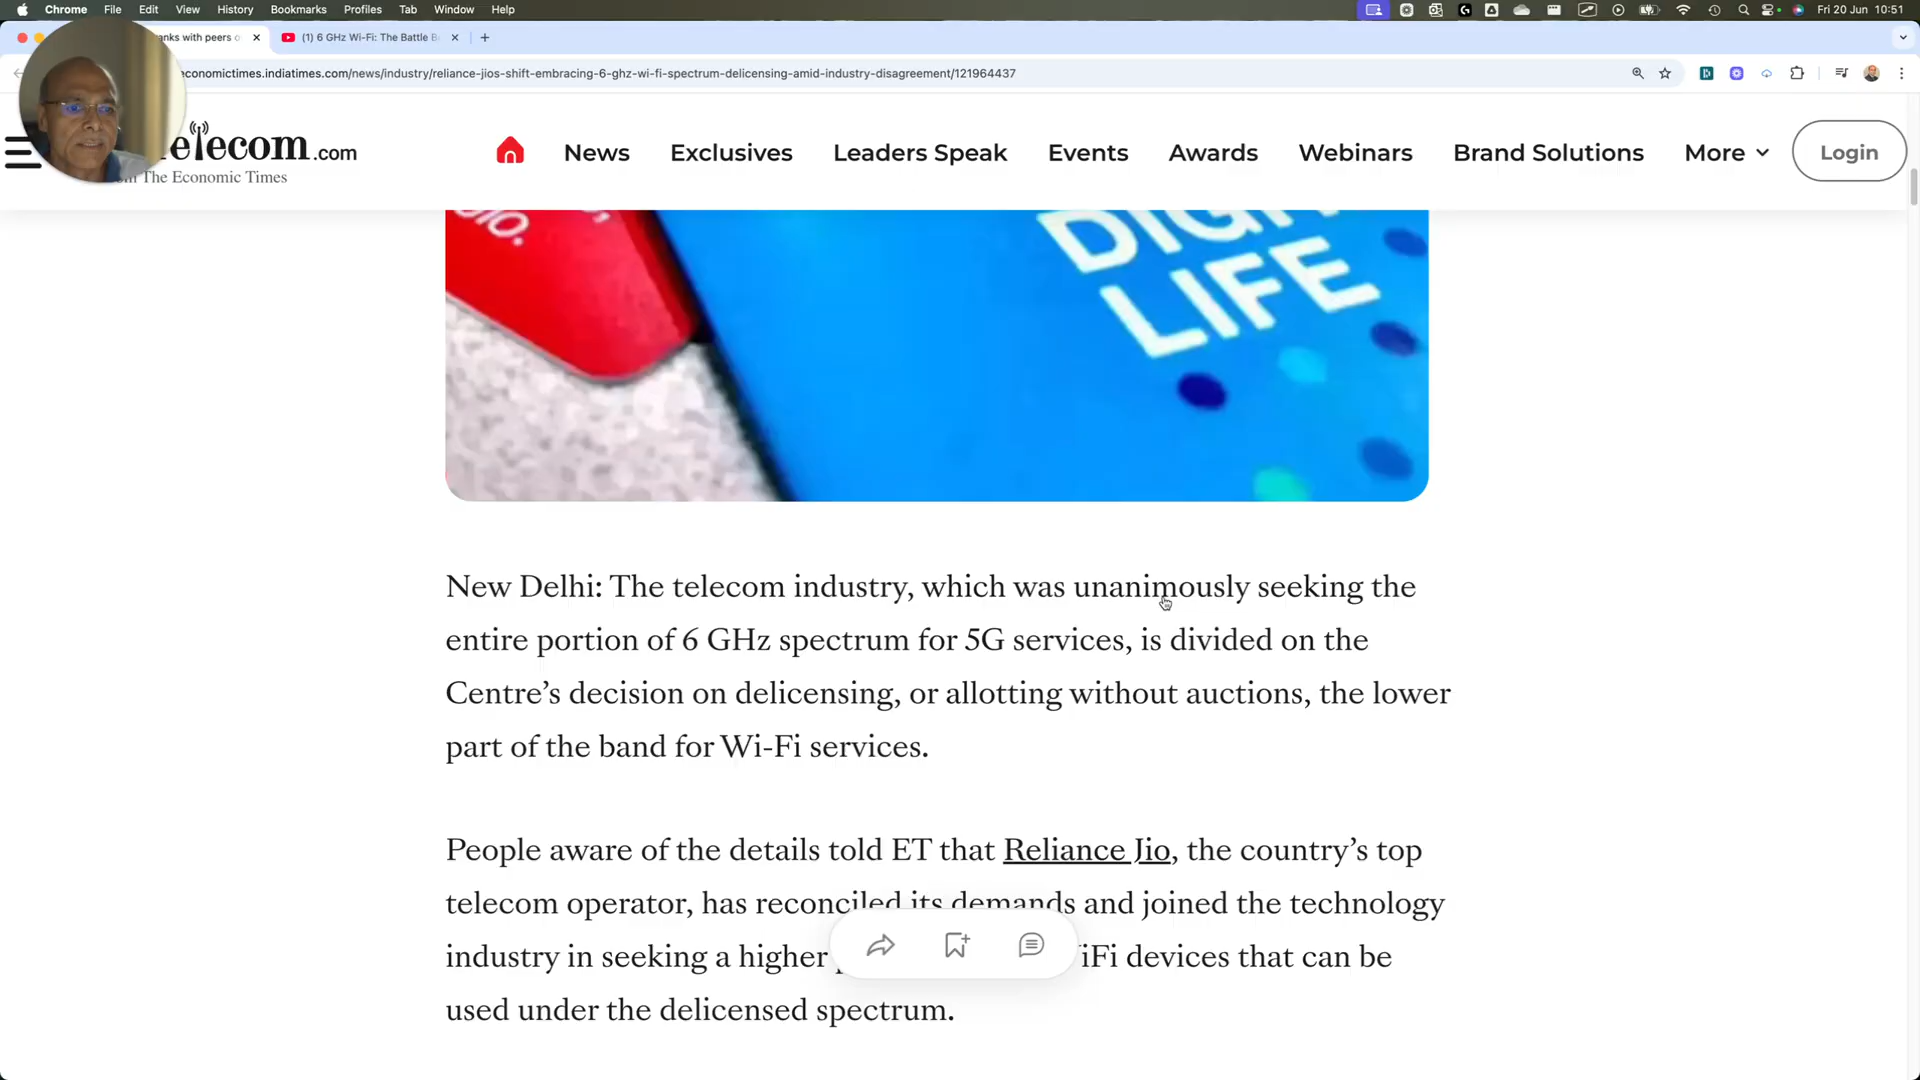 Chrome File Edit View History Bookmarks Profiles Tab Window Help
Fri 20 Jun 10:51
anks with peers o
(1) 6 GHz Wi-Fi: The Battle B
economictimes.indiatimes.com/news/industry/reliance-jios-shift-embracing-6-ghz-wi-fi-spectrum-delicensing-amid-industry-disagreement/121964437
elecom.com
The Economic Times
News Exclusives Leaders Speak Events Awards Webinars Brand Solutions More Login
DIGI
LIFE
New Delhi: The telecom industry, which was unanimously seeking the
entire portion of 6 GHz spectrum for 5G services, is divided on the
Centre’s decision on delicensing, or allotting without auctions, the lower
part of the band for Wi-Fi services.
People aware of the details told ET that Reliance Jio, the country’s top
telecom operator, has reconciled its demands and joined the technology
industry in seeking a higher iFi devices that can be
used under the delicensed spectrum.